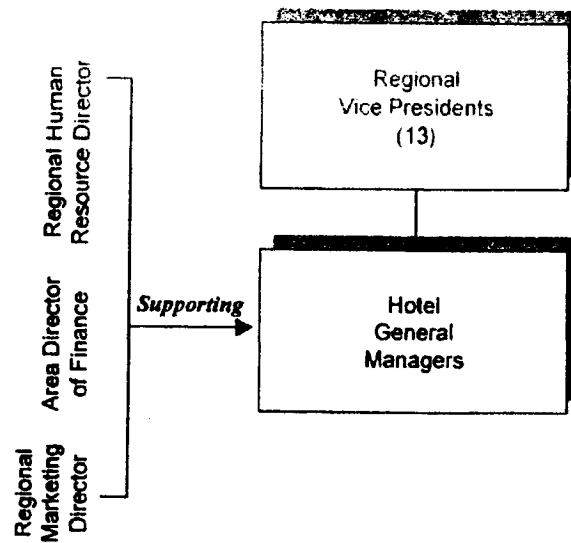 Regional
Vice Presidents
(13)
Regional Human
Resource Director
Supporting
Area Director
of Finance
Hotel
General
Managers
Regional
Marketing
Director